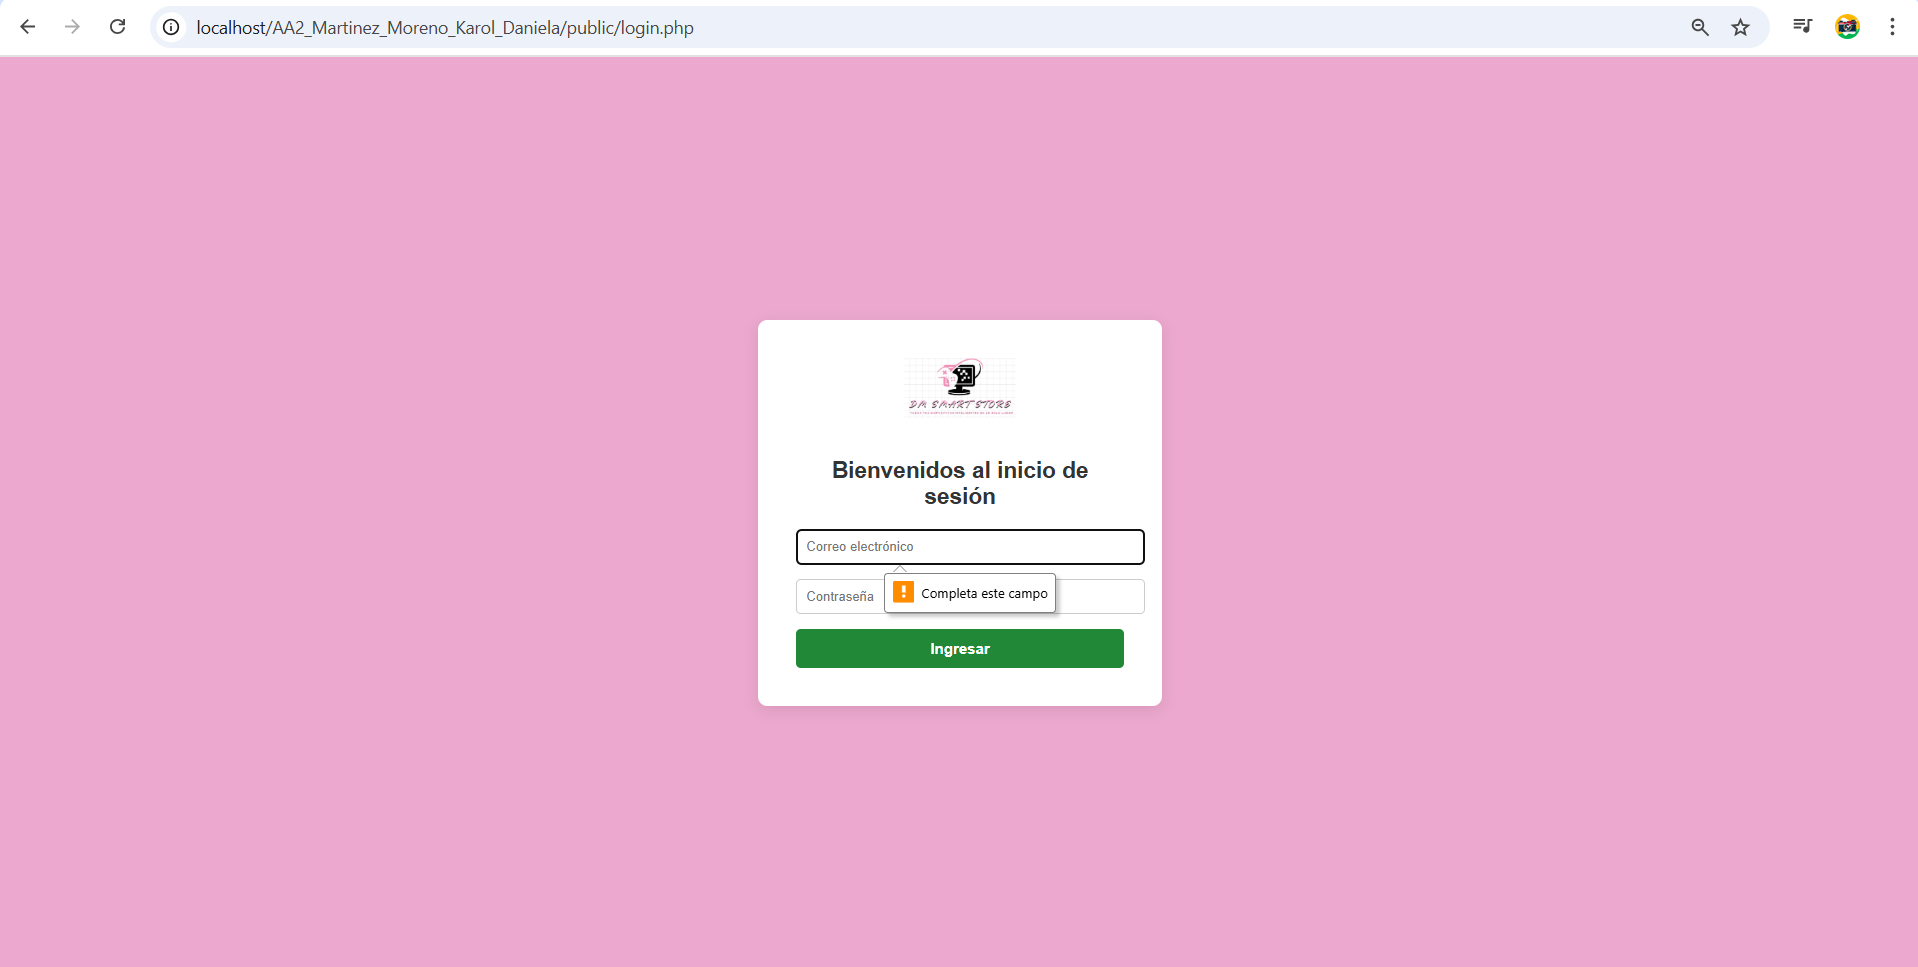 localhost/AA2_Martinez_Moreno_Karol_Daniela/public/login.php
DM SMART STORE
Bienvenidos al inicio de
sesión
Correo electrónico
Contraseña
Completa este campo
Ingresar